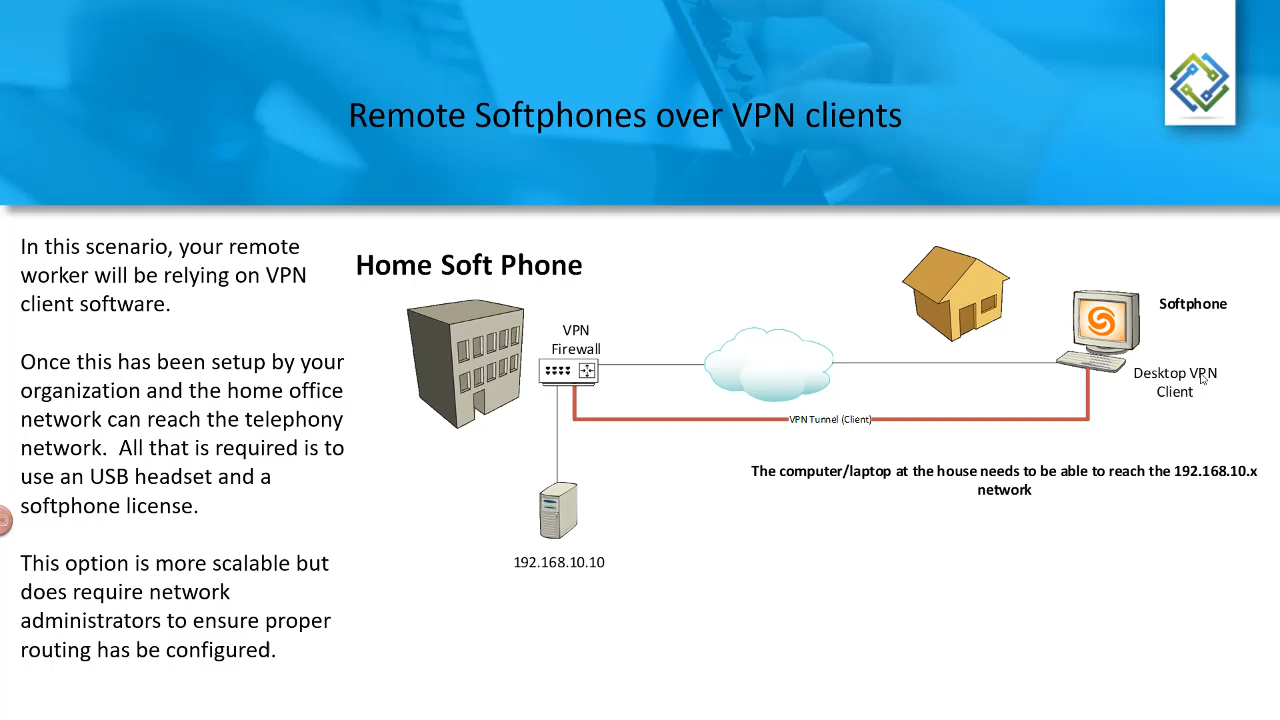 Remote Softphones over VPN clients
In this scenario, your remote
worker will be relying on VPN
client software.
Once this has been setup by your
organization and the home office
network can reach the telephony
network.  All that is required is to
use an USB headset and a
softphone license.
This option is more scalable but
does require network
administrators to ensure proper
routing has be configured.
Home Soft Phone
VPN
Firewall
Softphone
Desktop VPN
Client
VPN Tunnel (Client)
The computer/laptop at the house needs to be able to reach the 192.168.10.x
network
192.168.10.10